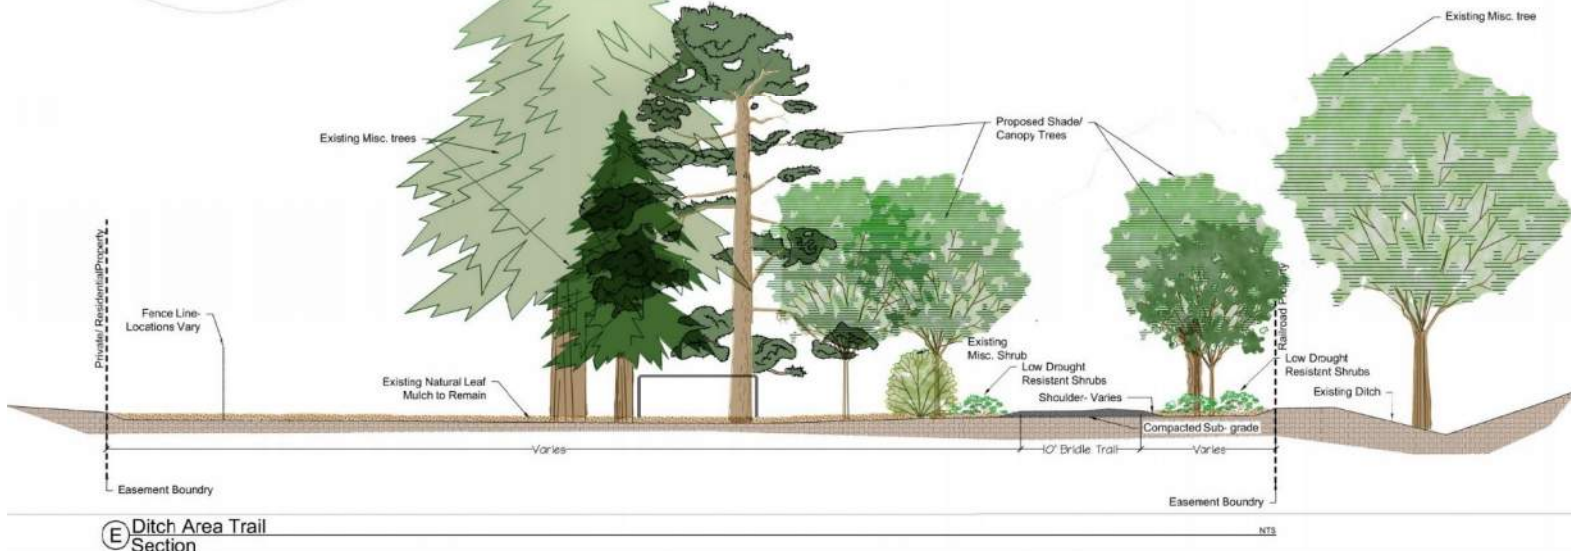 Existing Misc. tree
Proposed Shade/
Canopy Trees
Existing Misc. trees
Private/ ResidentialProperty
Railroad Property
Fence Line-
Locations Vary
Existing
Misc. Shrub
Low Drought
Resistant Shrubs
Low Drought
Resistant Shrubs
Existing Natural Leaf
Mulch to Remain
Shoulder- Varies
Existing Ditch
Compacted Sub- grade
Varies
10' Bridle Trail
Varies
Easement Boundry
Easement Boundry
E
Ditch Area Trail
Section
NTS